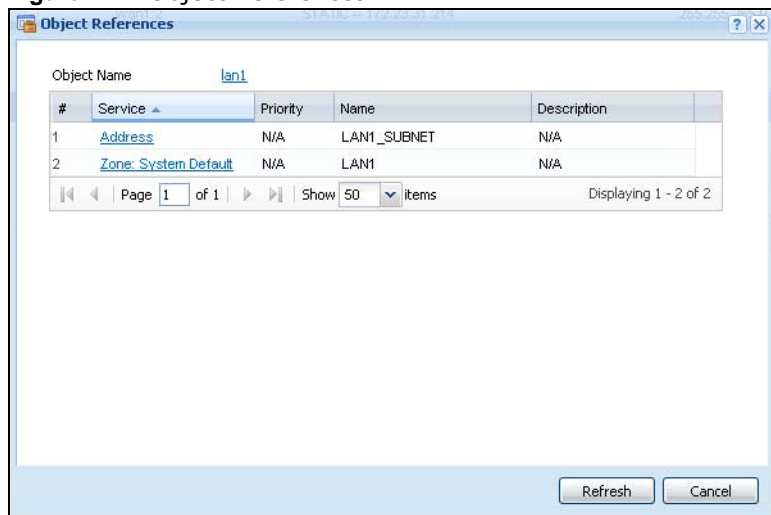 Object References
Object Name lan1
# Service Priority Name Description
1 Address N/A LAN1_SUBNET N/A
2 Zone: System Default N/A LAN1 N/A
Page 1 of 1 Show 50 items Displaying 1 - 2 of 2
Refresh Cancel